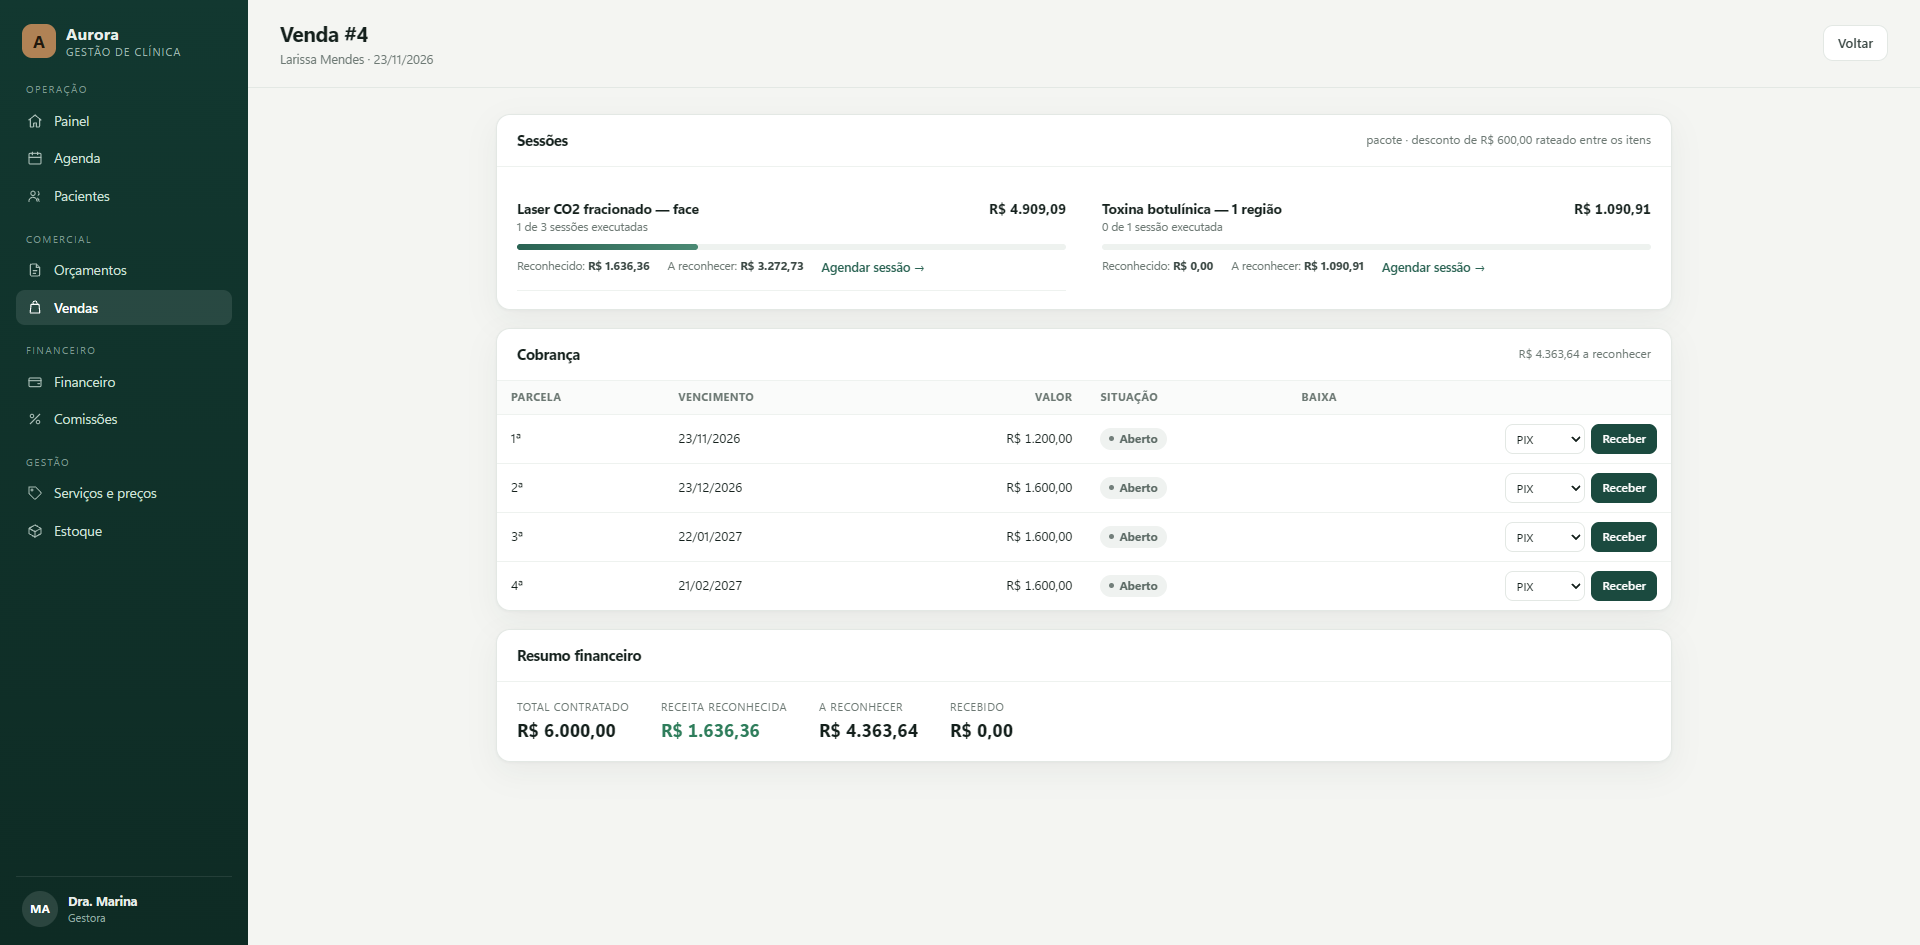 A
Aurora
GESTÃO DE CLÍNICA
OPERAÇÃO
Painel
Agenda
Pacientes
COMERCIAL
Orçamentos
Vendas
FINANCEIRO
Financeiro
Comissões
GESTÃO
Serviços e preços
Estoque
MA
Dra. Marina
Gestora
Venda #4
Larissa Mendes · 23/11/2026
Voltar
Sessões
pacote · desconto de R$ 600,00 rateado entre os itens
Laser CO2 fracionado — face R$ 4.909,09
1 de 3 sessões executadas
Reconhecido: R$ 1.636,36 A reconhecer: R$ 3.272,73 Agendar sessão →
Toxina botulínica — 1 região R$ 1.090,91
0 de 1 sessão executada
Reconhecido: R$ 0,00 A reconhecer: R$ 1.090,91 Agendar sessão →
Cobrança
R$ 4.363,64 a reconhecer
PARCELA VENCIMENTO VALOR SITUAÇÃO BAIXA
1ª 23/11/2026 R$ 1.200,00 Aberto PIX Receber
2ª 23/12/2026 R$ 1.600,00 Aberto PIX Receber
3ª 22/01/2027 R$ 1.600,00 Aberto PIX Receber
4ª 21/02/2027 R$ 1.600,00 Aberto PIX Receber
Resumo financeiro
TOTAL CONTRATADO RECEITA RECONHECIDA A RECONHECER RECEBIDO
R$ 6.000,00 R$ 1.636,36 R$ 4.363,64 R$ 0,00